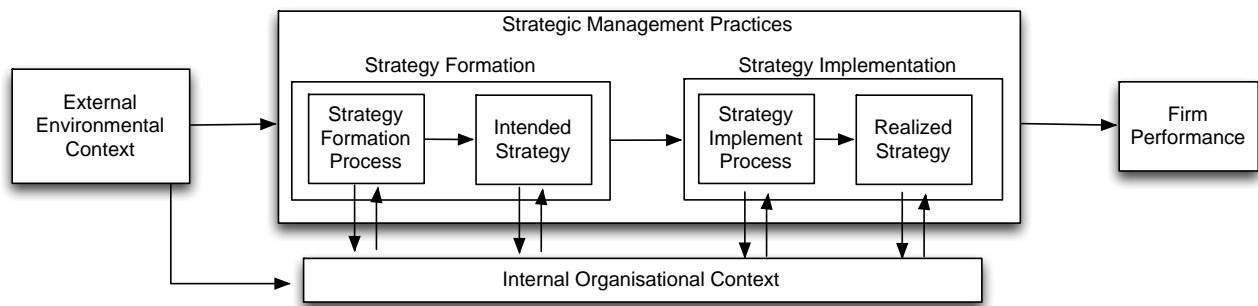 Strategic Management Practices
Strategy Formation
Strategy Implementation
External
Environmental
Context
Strategy
Formation
Process
Intended
Strategy
Strategy
Implement
Process
Realized
Strategy
Firm
Performance
Internal Organisational Context